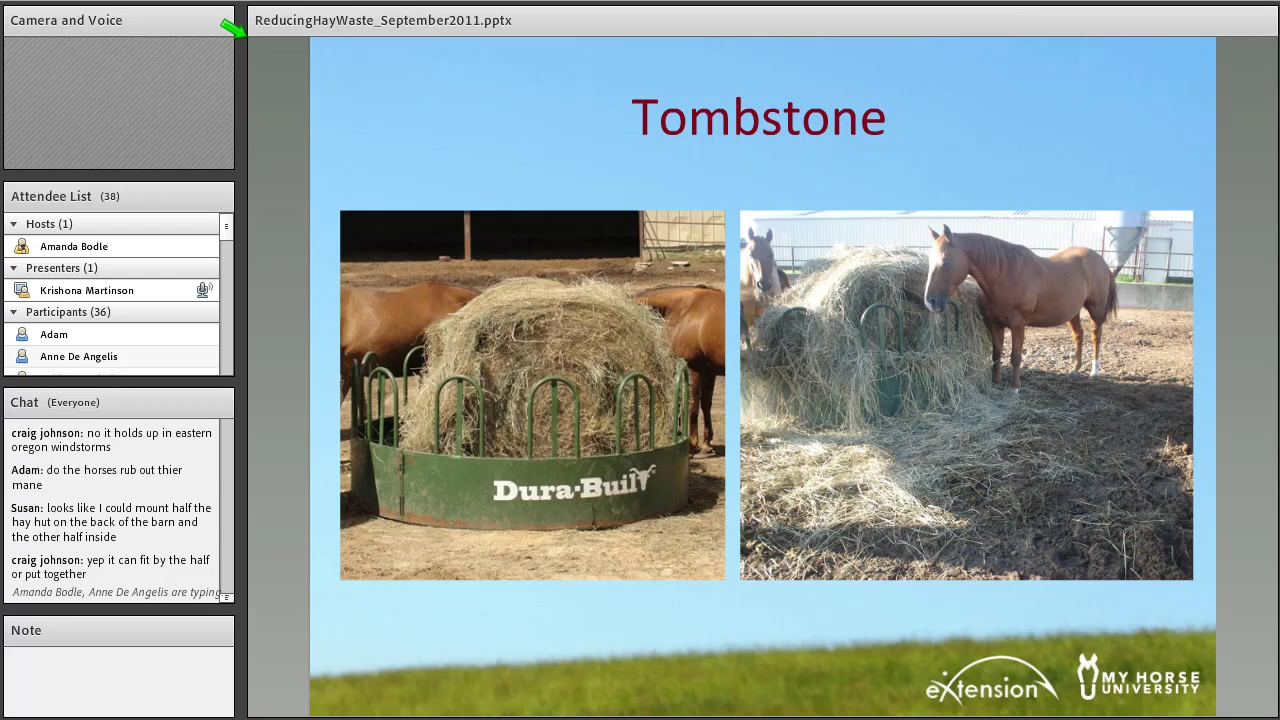 Camera and Voice
Attendee List (38)
Hosts (1)
Amanda Bodle
Presenters (1)
Krishona Martinson
Participants (36)
Adam
Anne De Angelis
Chat (Everyone)
craig johnson: no it holds up in eastern
oregon windstorms
Adam: do the horses rub out thier
mane
Susan: looks like I could mount half the
hay hut on the back of the barn and
the other half inside
craig johnson: yep it can fit by the half
or put together
Amanda Bodle, Anne De Angelis are typing
Note
ReducingHayWaste_September2011.pptx
Tombstone
Dura-Built
eXtension
MY HORSE
UNIVERSITY